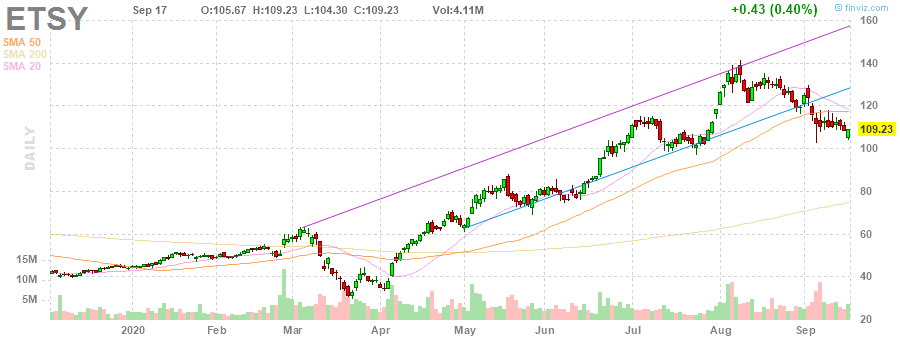 ETSY
Sep 17 O:105.67 H:109.23 L:104.30 C:109.23 Vol:4.11M +0.43 (0.40%)
© finviz.com
SMA 50
SMA 200
SMA 20
DAILY
160
140
120
109.23
100
80
60
40
20
15M
10M
5M
2020 Feb Mar Apr May Jun Jul Aug Sep